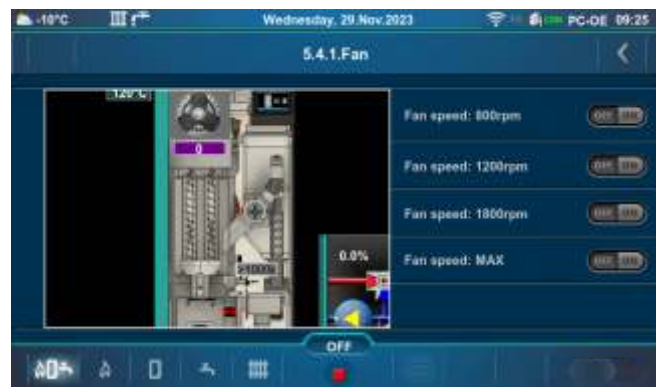 -10°C
Wednesday, 29.Nov.2023
PC-OE 09:25
5.4.1.Fan
120°C
0
>1000k
0.0%
Fan speed: 800rpm
OFF ON
Fan speed: 1200rpm
OFF ON
Fan speed: 1800rpm
OFF ON
Fan speed: MAX
OFF ON
OFF